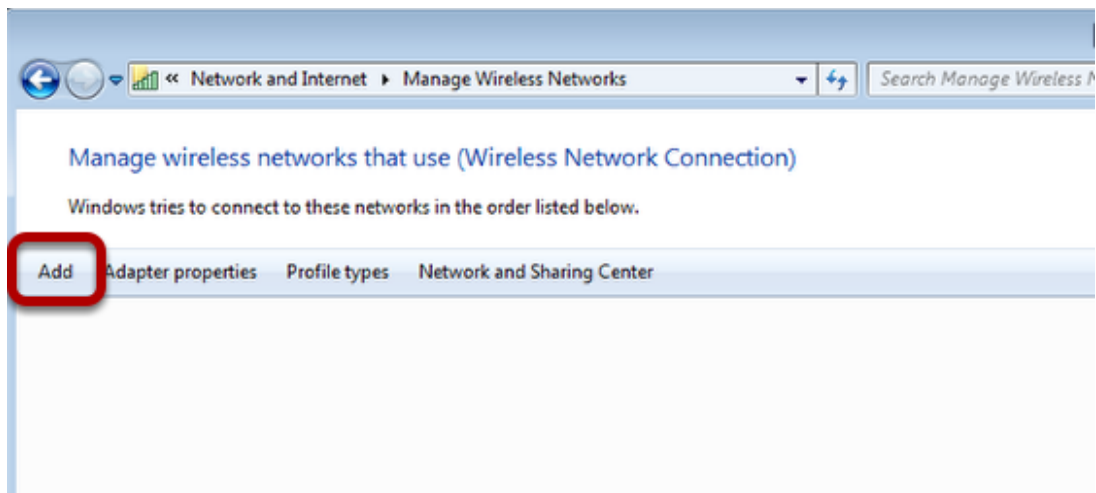 « Network and Internet ▸ Manage Wireless Networks
Search Manage Wireless
Manage wireless networks that use (Wireless Network Connection)
Windows tries to connect to these networks in the order listed below.
Add Adapter properties Profile types Network and Sharing Center